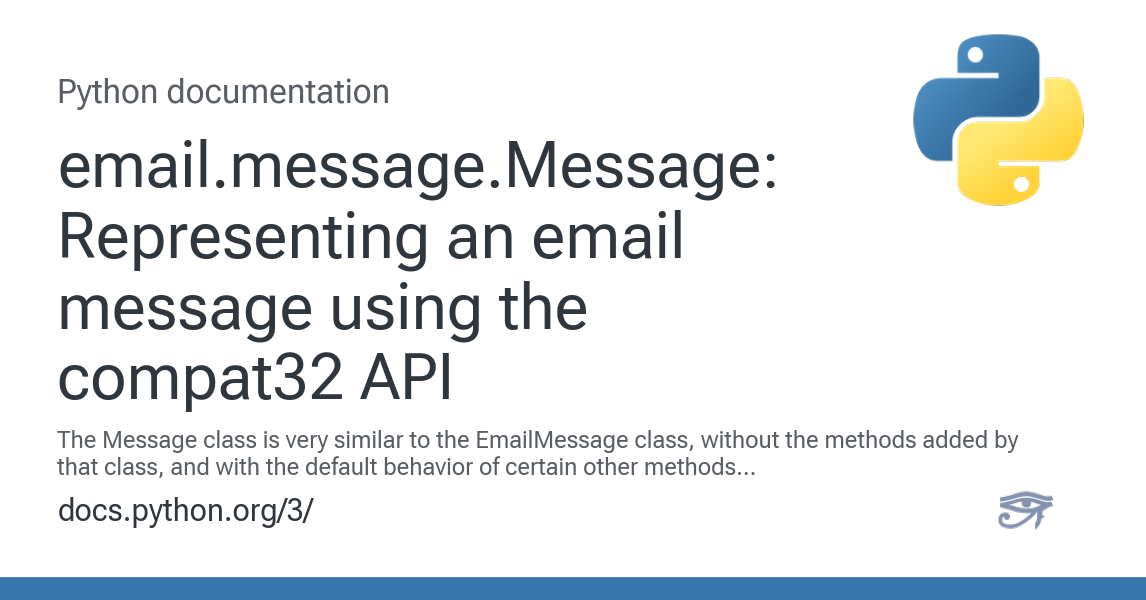 Python documentation
email.message.Message:
Representing an email
message using the
compat32 API
The Message class is very similar to the EmailMessage class, without the methods added by
that class, and with the default behavior of certain other methods...
docs.python.org/3/